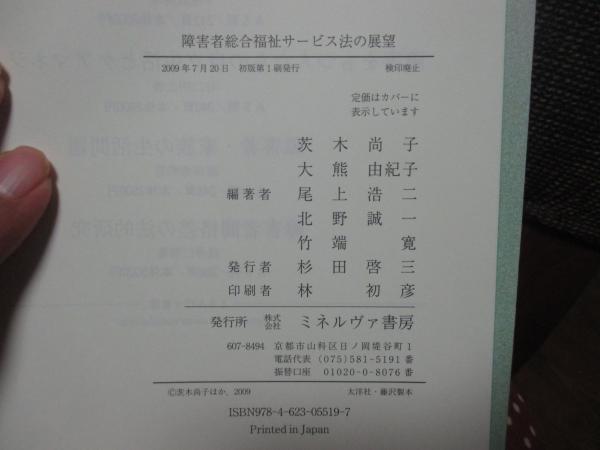 障害者総合福祉サービス法の展望
2009年7月20日 初版第1刷発行 検印廃止
定価はカバーに
表示しています
茨木尚子
大熊由紀子
編著者 尾上浩二
北野誠一
竹端寛
発行者 杉田啓三
印刷者 林初彦
発行所 株式会社 ミネルヴァ書房
607-8494 京都市山科区日ノ岡堤谷町1
電話代表 (075)581-5191番
振替口座 01020-0-8076番
©茨木尚子ほか, 2009 太洋社・藤沢製本
ISBN978-4-623-05519-7
Printed in Japan